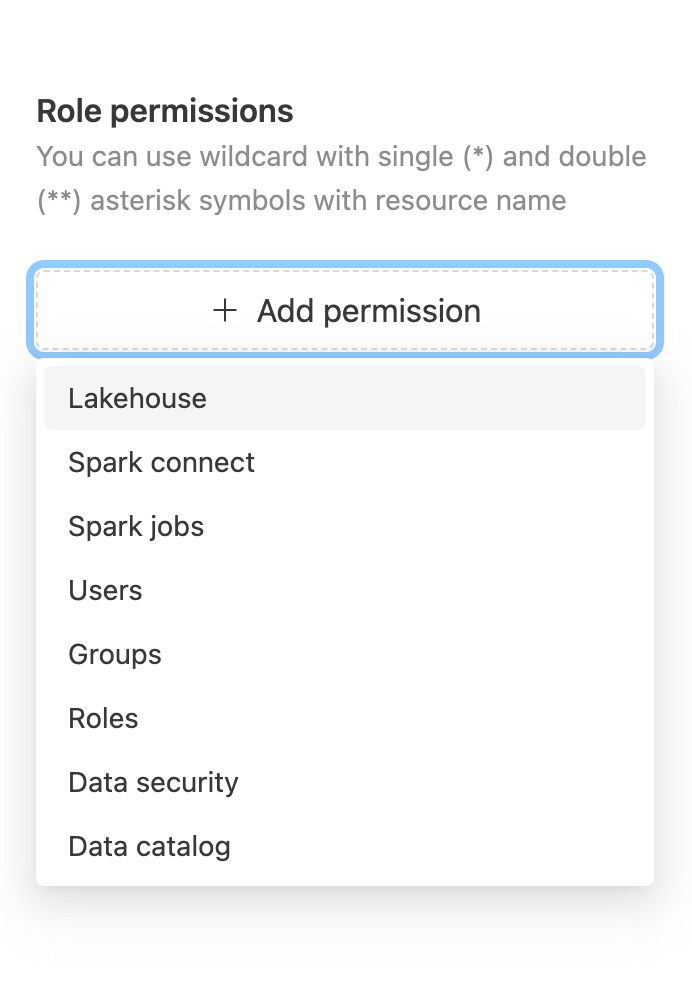 Role permissions
You can use wildcard with single (*) and double
(**) asterisk symbols with resource name
+ Add permission
Lakehouse
Spark connect
Spark jobs
Users
Groups
Roles
Data security
Data catalog